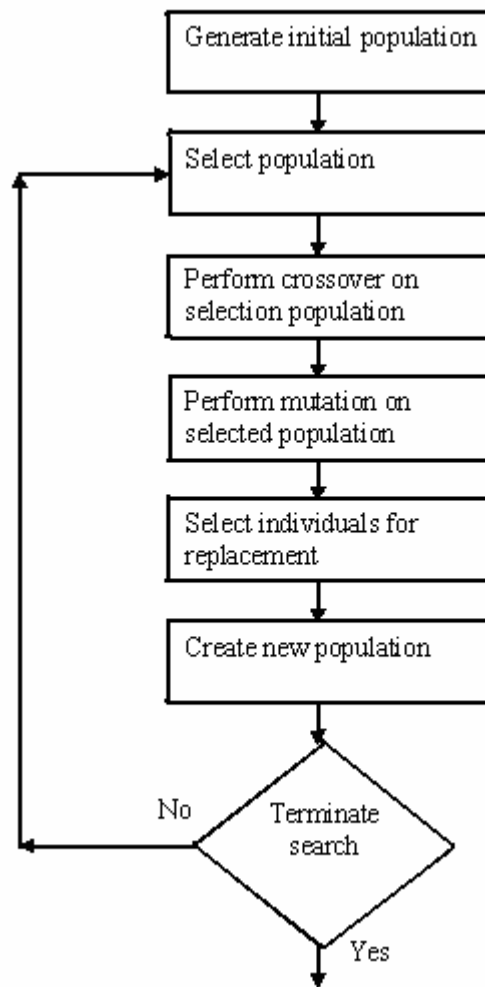 Generate initial population
Select population
Perform crossover on
selection population
Perform mutation on
selected population
Select individuals for
replacement
Create new population
No
Terminate
search
Yes